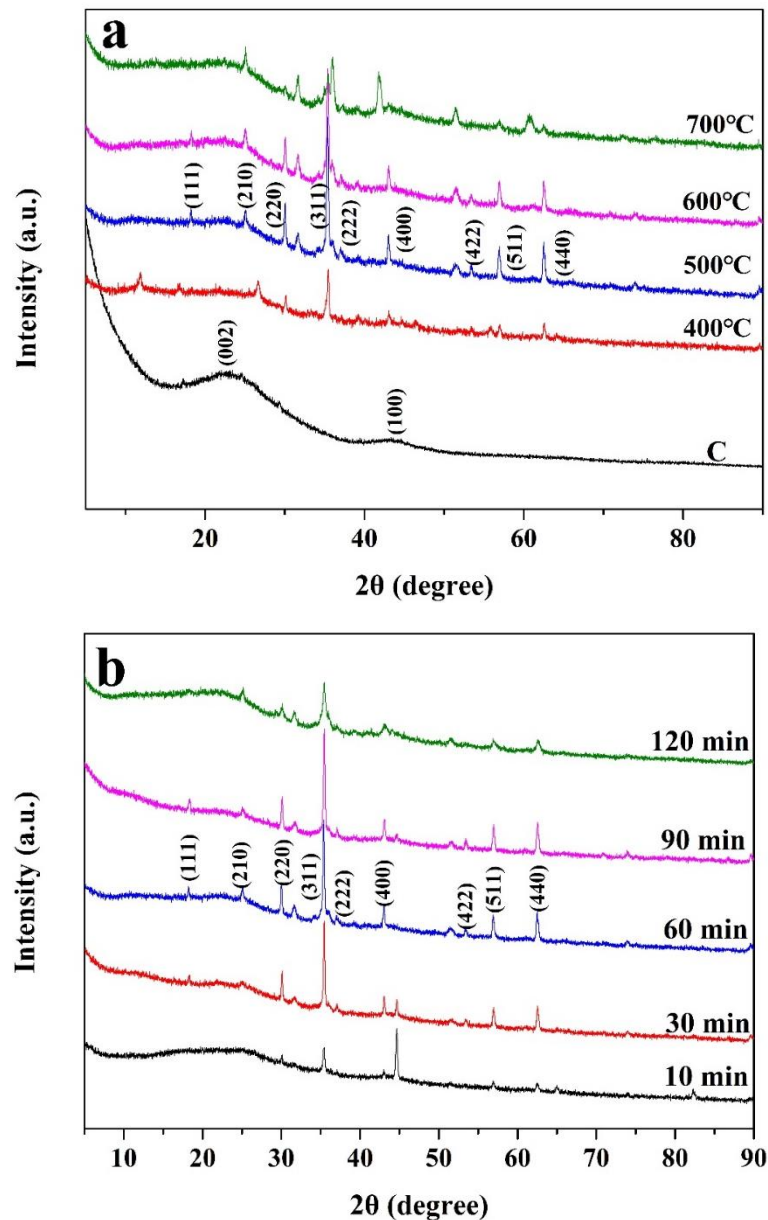 a
700°C
600°C
(111) (210) (220) (311) (222) (400) (422) (511) (440)
500°C
400°C
(002)
(100)
C
Intensity (a.u.)
20 40 60 80
2θ (degree)
b
120 min
90 min
(111) (210) (220) (311) (222) (400) (422) (511) (440)
60 min
30 min
10 min
Intensity (a.u.)
10 20 30 40 50 60 70 80 90
2θ (degree)